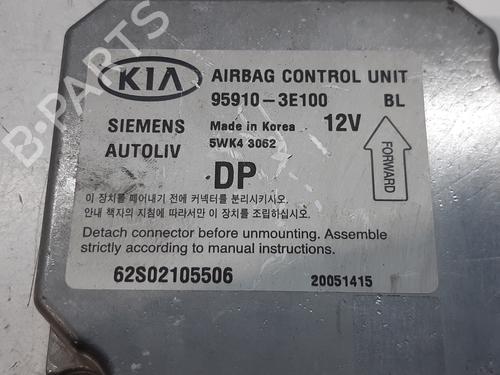 KIA AIRBAG CONTROL UNIT
95910-3E100 BL
SIEMENS Made in Korea 12V
AUTOLIV 5WK4 3062
FORWARD
DP
이 장치를 떼어내기 전에 커넥터를 분리시키시오.
안내 책자의 지침에 따라서만 이 장치를 조립하십시오.
Detach connector before unmounting. Assemble
strictly according to manual instructions.
62S02105506 20051415
B-PARTS